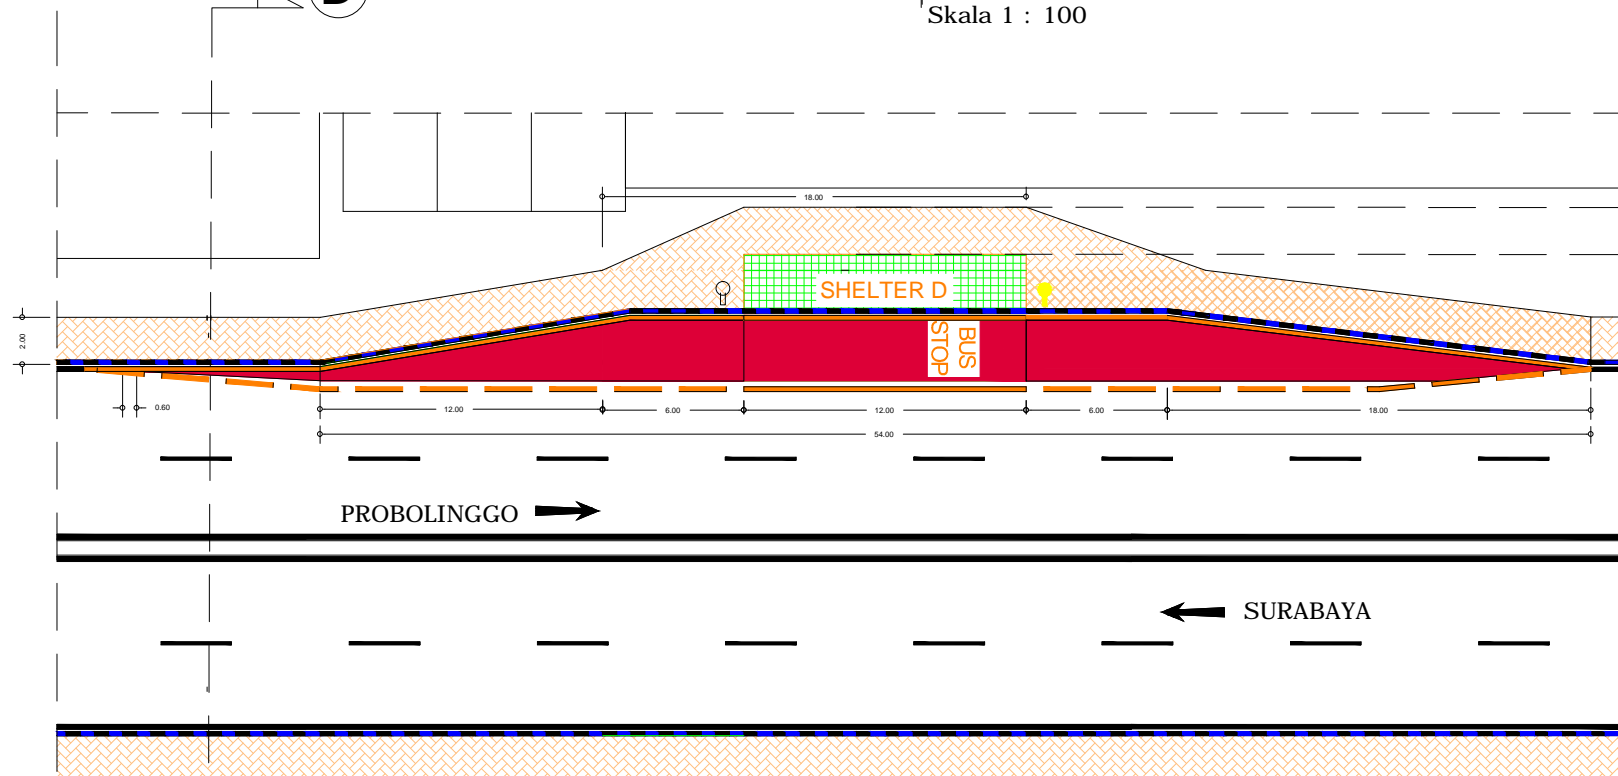 Skala 1 : 100
18.00
SHELTER D
BUS
STOP
2.00
0.60
12.00
6.00
12.00
6.00
18.00
54.00
PROBOLINGGO
SURABAYA